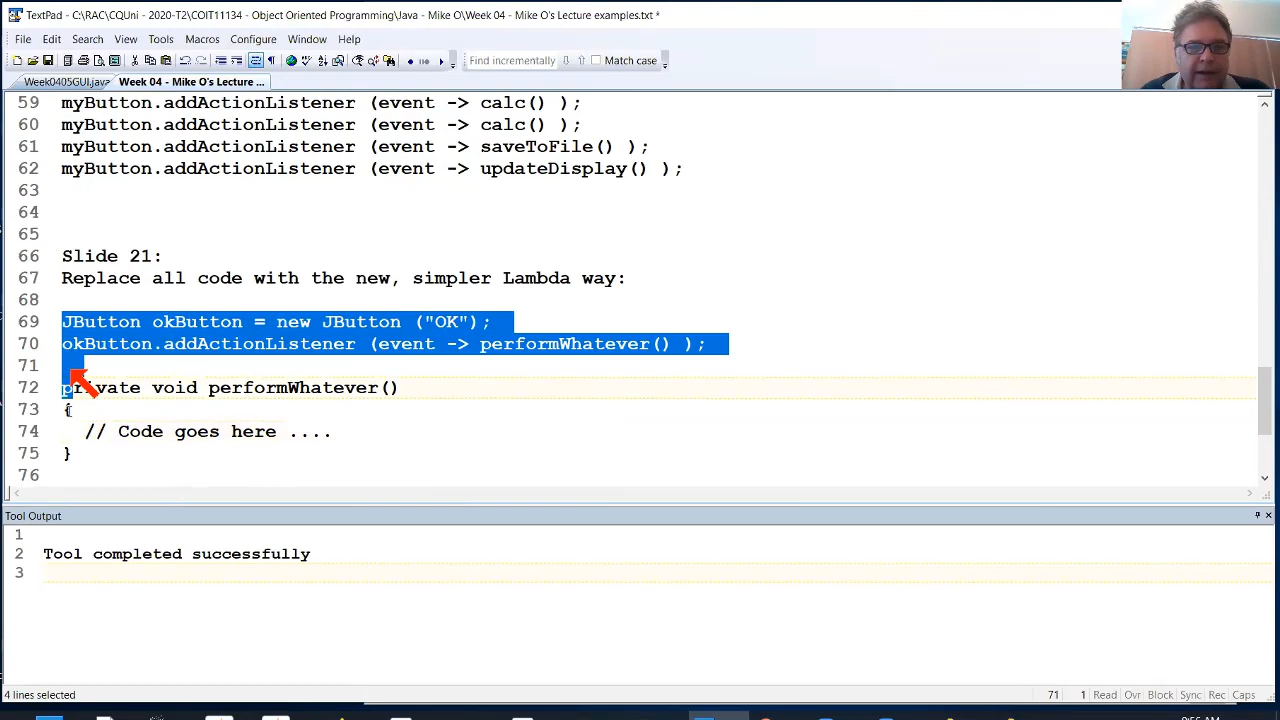 TextPad - C:\RAC\CQUni - 2020-T2\COIT11134 - Object Oriented Programming\Java - Mike O\Week 04 - Mike O's Lecture examples.txt *
File Edit Search View Tools Macros Configure Window Help
Find incrementally Match case
Week0405GUI.java Week 04 - Mike O's Lecture ...
59 myButton.addActionListener (event -> calc() );
60 myButton.addActionListener (event -> calc() );
61 myButton.addActionListener (event -> saveToFile() );
62 myButton.addActionListener (event -> updateDisplay() );
63
64
65
66 Slide 21:
67 Replace all code with the new, simpler Lambda way:
68
69 JButton okButton = new JButton ("OK");
70 okButton.addActionListener (event -> performWhatever() );
71
72 private void performWhatever()
73 {
74 // Code goes here ....
75 }
76
Tool Output
1
2 Tool completed successfully
3
4 lines selected 71 1 Read Ovr Block Sync Rec Caps